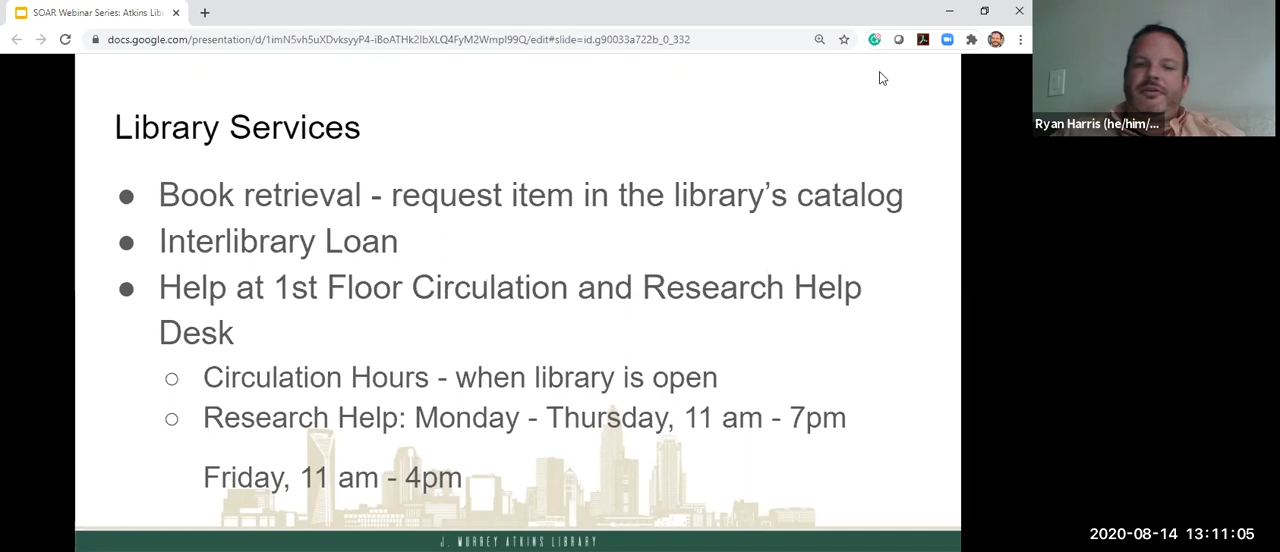 SOAR Webinar Series: Atkins Libr
docs.google.com/presentation/d/1imN5vh5uXDvksyyP4-iBoATHk2IbXLQ4FyM2WmpI99Q/edit#slide=id.g90033a722b_0_332
Ryan Harris (he/him/...
Library Services
● Book retrieval - request item in the library’s catalog
● Interlibrary Loan
● Help at 1st Floor Circulation and Research Help
Desk
○ Circulation Hours - when library is open
○ Research Help: Monday - Thursday, 11 am - 7pm
Friday, 11 am - 4pm
J. MURREY ATKINS LIBRARY
2020-08-14 13:11:05